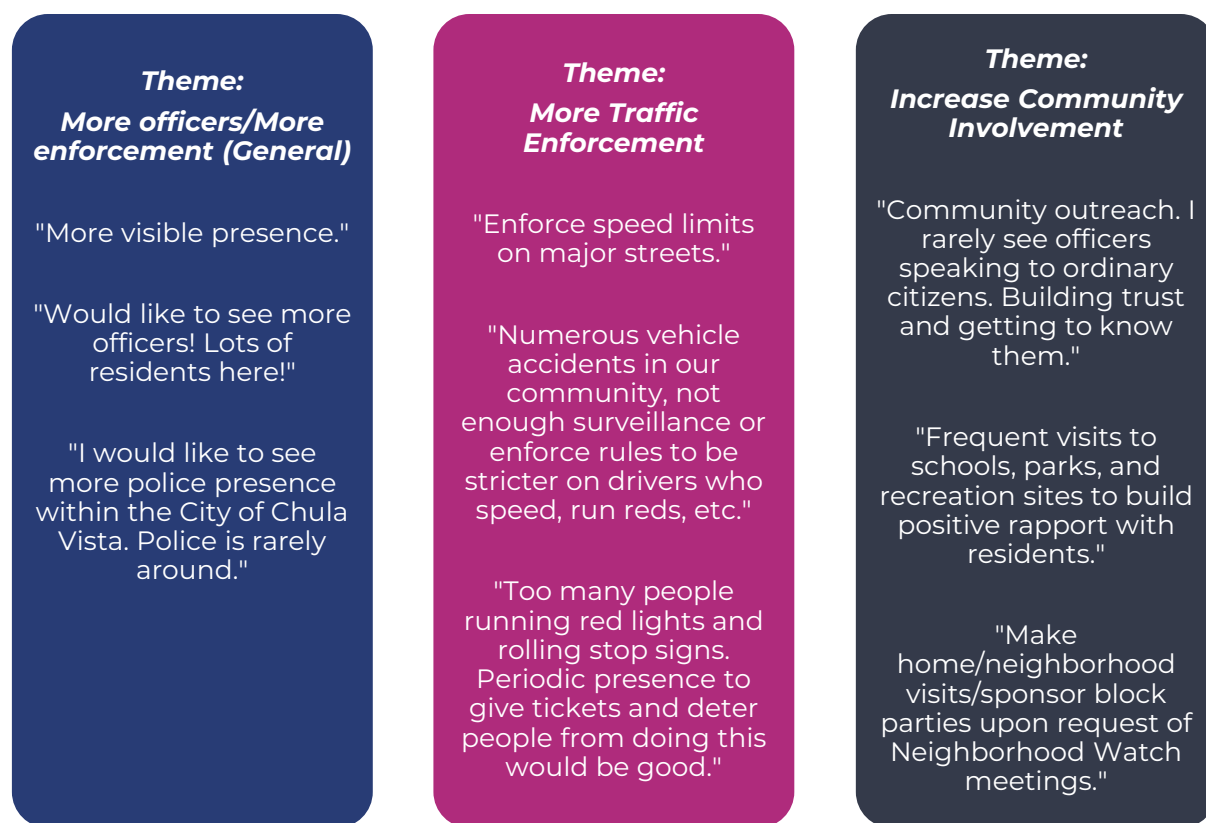 Theme:
More officers/More
enforcement (General)
"More visible presence."
"Would like to see more
officers! Lots of
residents here!"
"I would like to see
more police presence
within the City of Chula
Vista. Police is rarely
around."
Theme:
More Traffic
Enforcement
"Enforce speed limits
on major streets."
"Numerous vehicle
accidents in our
community, not
enough surveillance or
enforce rules to be
stricter on drivers who
speed, run reds, etc."
"Too many people
running red lights and
rolling stop signs.
Periodic presence to
give tickets and deter
people from doing this
would be good."
Theme:
Increase Community
Involvement
"Community outreach. I
rarely see officers
speaking to ordinary
citizens. Building trust
and getting to know
them."
"Frequent visits to
schools, parks, and
recreation sites to build
positive rapport with
residents."
"Make
home/neighborhood
visits/sponsor block
parties upon request of
Neighborhood Watch
meetings."